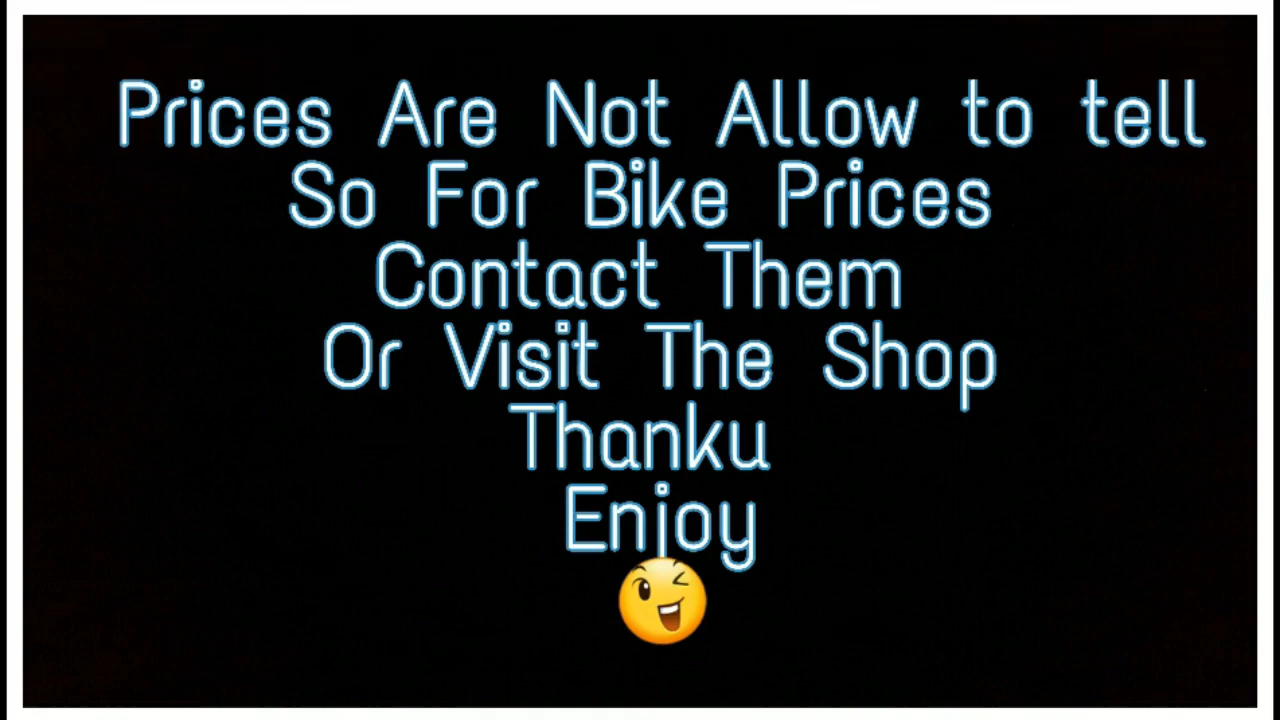 Prices Are Not Allow to tell
So For Bike Prices
Contact Them
Or Visit The Shop
Thanku
Enjoy